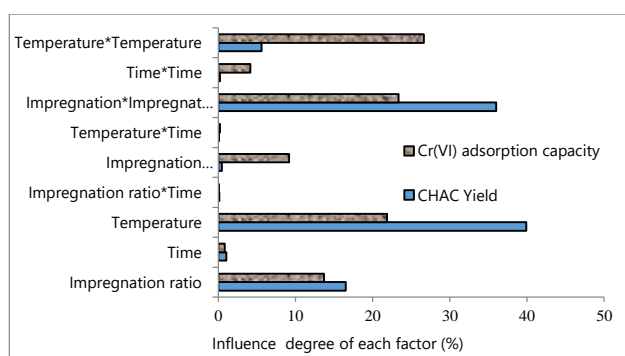 Temperature*Temperature
Time*Time
Impregnation*Impregnat...
Temperature*Time
Impregnation...
Impregnation ratio*Time
Temperature
Time
Impregnation ratio
Cr(VI) adsorption capacity
CHAC Yield
0 10 20 30 40 50
Influence degree of each factor (%)